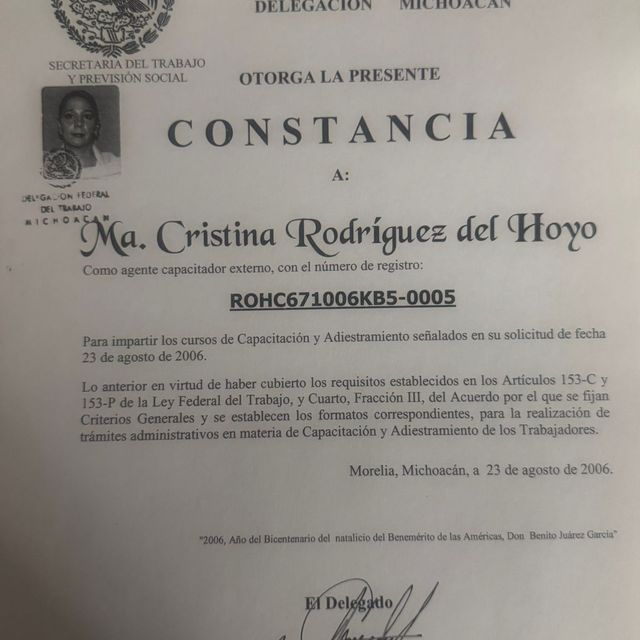 DELEGACIÓN MICHOACÁN
SECRETARIA DEL TRABAJO
Y PREVISIÓN SOCIAL
OTORGA LA PRESENTE
CONSTANCIA
A:
DELEGACION FEDERAL
DEL TRABAJO
MICHOACAN
Ma. Cristina Rodríguez del Hoyo
Como agente capacitador externo, con el número de registro:
ROHC671006KB5-0005
Para impartir los cursos de Capacitación y Adiestramiento señalados en su solicitud de fecha
23 de agosto de 2006.
Lo anterior en virtud de haber cubierto los requisitos establecidos en los Artículos 153-C y
153-P de la Ley Federal del Trabajo, y Cuarto, Fracción III, del Acuerdo por el que se fijan
Criterios Generales y se establecen los formatos correspondientes, para la realización de
trámites administrativos en materia de Capacitación y Adiestramiento de los Trabajadores.
Morelia, Michoacán, a 23 de agosto de 2006.
"2006, Año del Bicentenario del natalicio del Benemérito de las Américas, Don Benito Juárez García"
El Delegado